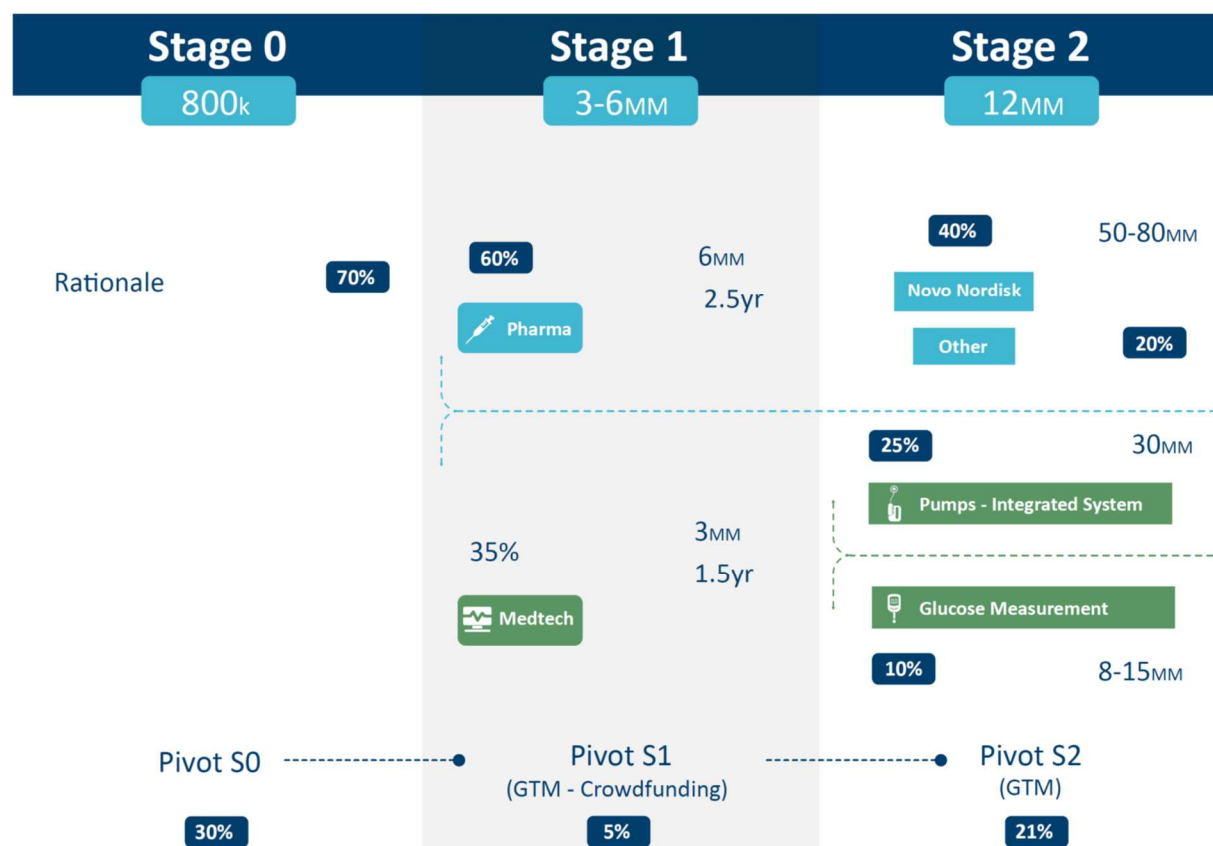 Stage 0
800k
Stage 1
3-6MM
Stage 2
12MM
Rationale
70%
60%
6MM
2.5yr
Pharma
40%
50-80MM
Novo Nordisk
Other
20%
25%
30MM
Pumps - Integrated System
35%
3MM
1.5yr
Medtech
Glucose Measurement
10%
8-15MM
Pivot S0
30%
Pivot S1
(GTM - Crowdfunding)
5%
Pivot S2
(GTM)
21%